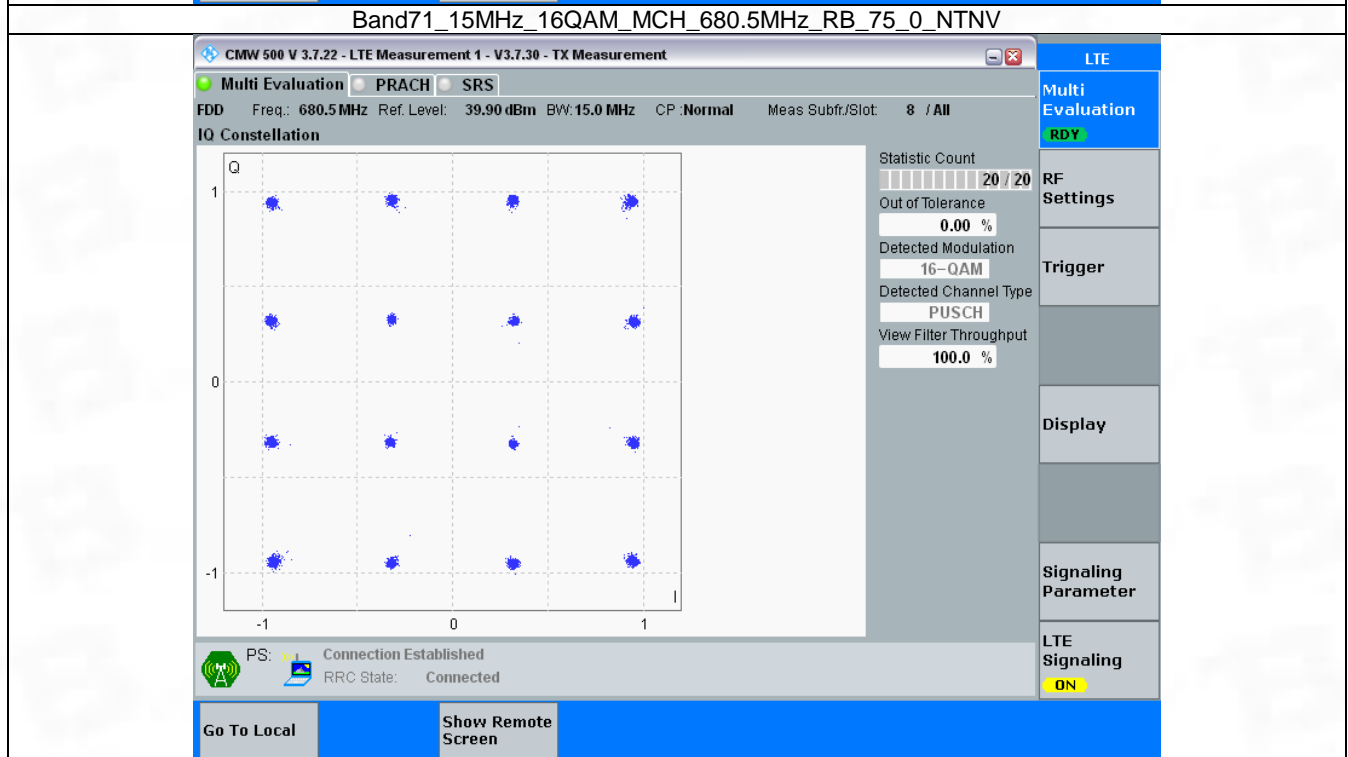 Band71_15MHz_16QAM_MCH_680.5MHz_RB_75_0_NTNV
CMW 500 V 3.7.22 - LTE Measurement 1 - V3.7.30 - TX Measurement
LTE
Multi Evaluation PRACH SRS
Multi
Evaluation
RDY
FDD Freq.: 680.5 MHz Ref. Level: 39.90 dBm BW: 15.0 MHz CP :Normal Meas Subfr./Slot: 8 / All
IQ Constellation
Q
1
0
-1
I
-1 0 1
Statistic Count
20 / 20
Out of Tolerance
0.00 %
Detected Modulation
16-QAM
Detected Channel Type
PUSCH
View Filter Throughput
100.0 %
RF
Settings
Trigger
Display
Signaling
Parameter
LTE
Signaling
ON
PS: Connection Established
RRC State: Connected
Go To Local
Show Remote
Screen